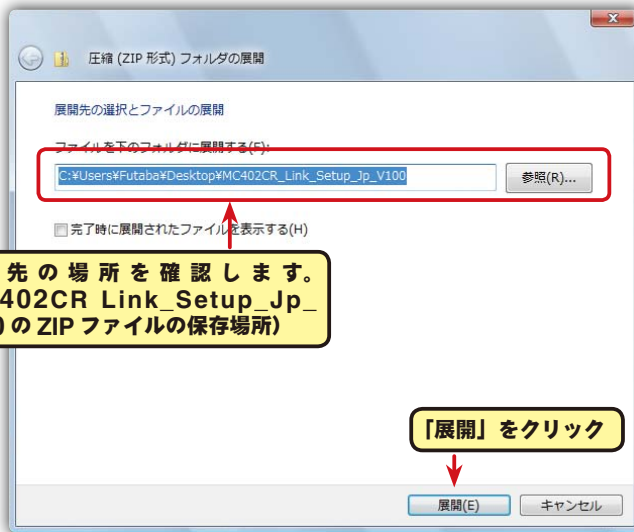 圧縮 (ZIP 形式) フォルダの展開
展開先の選択とファイルの展開
ファイルを下のフォルダに展開する(F):
C:¥Users¥Futaba¥Desktop¥MC402CR_Link_Setup_Jp_V100
参照(R)...
完了時に展開されたファイルを表示する(H)
先の場所を確認します。
402CR Link_Setup_Jp_
0のZIPファイルの保存場所)
「展開」をクリック
展開(E)
キャンセル